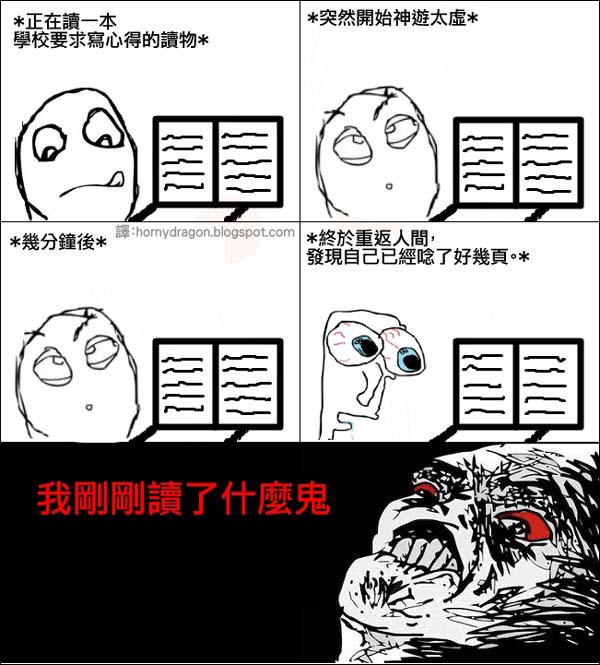 *正在讀一本
學校要求寫心得的讀物*
*突然開始神遊太虛*
*幾分鐘後*
譯:hornydragon.blogspot.com
*終於重返人間,
發現自己已經唸了好幾頁。*
我剛剛讀了什麼鬼